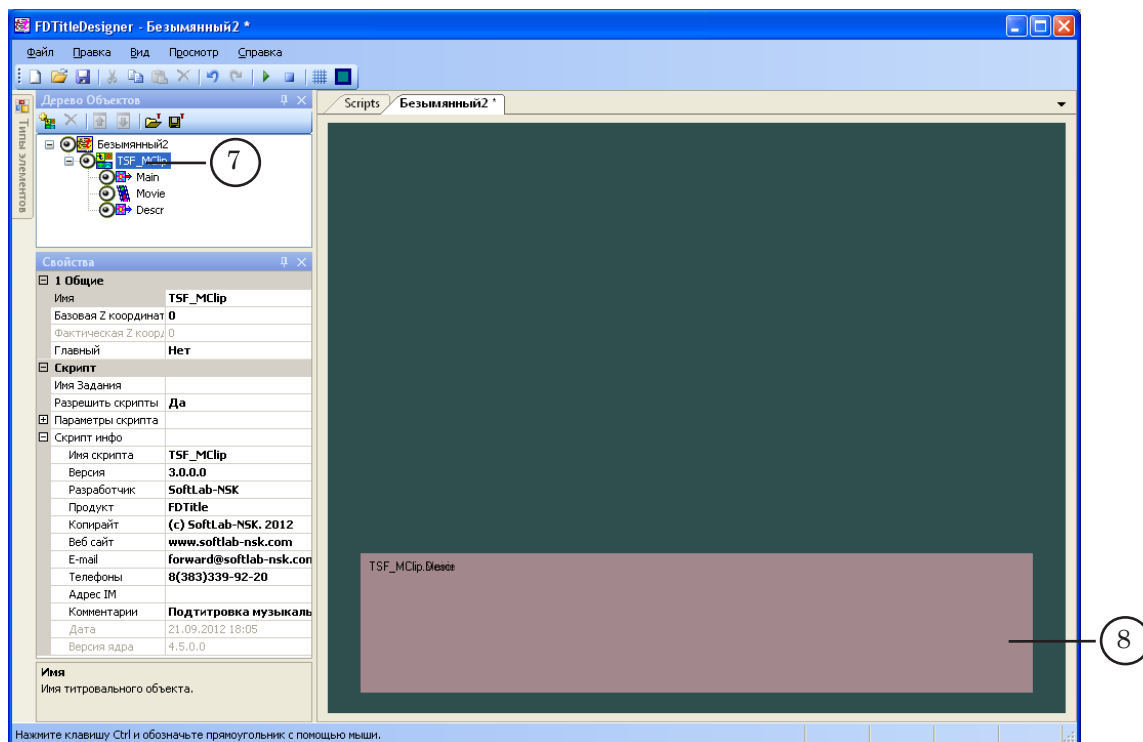 FDTitleDesigner - Безымянный2 *
Файл Правка Вид Просмотр Справка
Типы элементов
Дерево Объектов
Безымянный2
TSF_MClip
Main
Movie
Descr
7
Свойства
1 Общие
Имя TSF_MClip
Базовая Z координат 0
Фактическая Z коорд 0
Главный Нет
Скрипт
Имя Задания
Разрешить скрипты Да
Параметры скрипта
Скрипт инфо
Имя скрипта TSF_MClip
Версия 3.0.0.0
Разработчик SoftLab-NSK
Продукт FDTitle
Копирайт (c) SoftLab-NSK. 2012
Веб сайт www.softlab-nsk.com
E-mail forward@softlab-nsk.com
Телефоны 8(383)339-92-20
Адрес IM
Комментарии Подтитровка музыкаль
Дата 21.09.2012 18:05
Версия ядра 4.5.0.0
Имя
Имя титровального объекта.
Scripts Безымянный2 *
8
Нажмите клавишу Ctrl и обозначьте прямоугольник с помощью мыши.